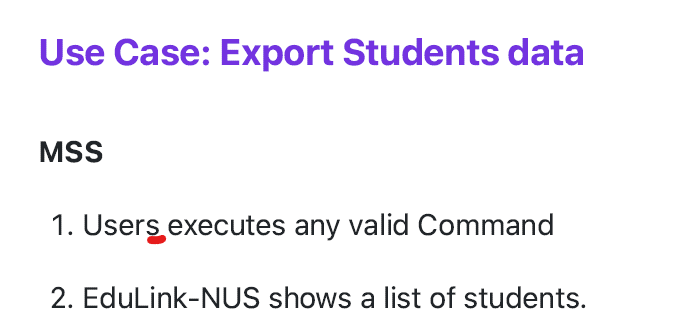 Use Case: Export Students data
MSS
1. Users executes any valid Command
2. EduLink-NUS shows a list of students.